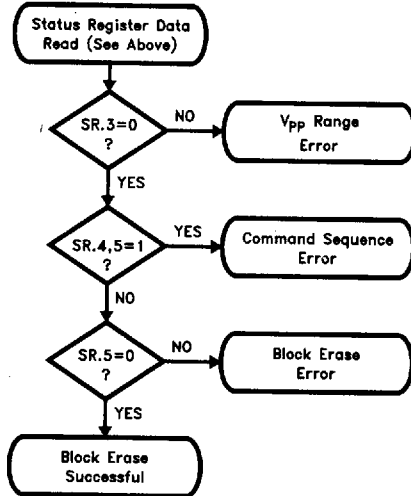 Status Register Data
Read (See Above)
SR.3=0
?
NO
VPP Range
Error
YES
SR.4,5=1
?
YES
Command Sequence
Error
NO
SR.5=0
?
NO
Block Erase
Error
YES
Block Erase
Successful